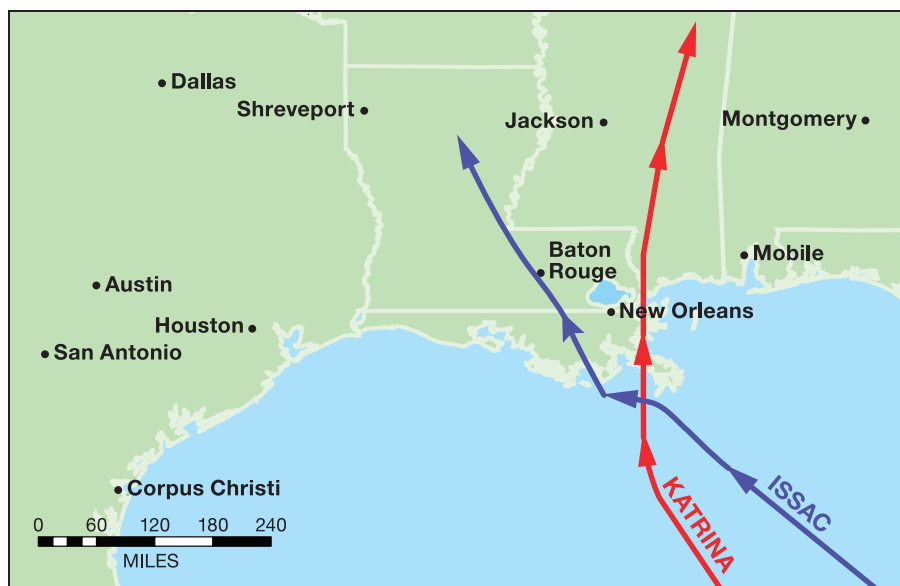 Dallas
Shreveport
Jackson
Montgomery
Baton
Rouge
Mobile
Austin
New Orleans
Houston
San Antonio
KATRINA
ISSAC
Corpus Christi
0 60 120 180 240
MILES